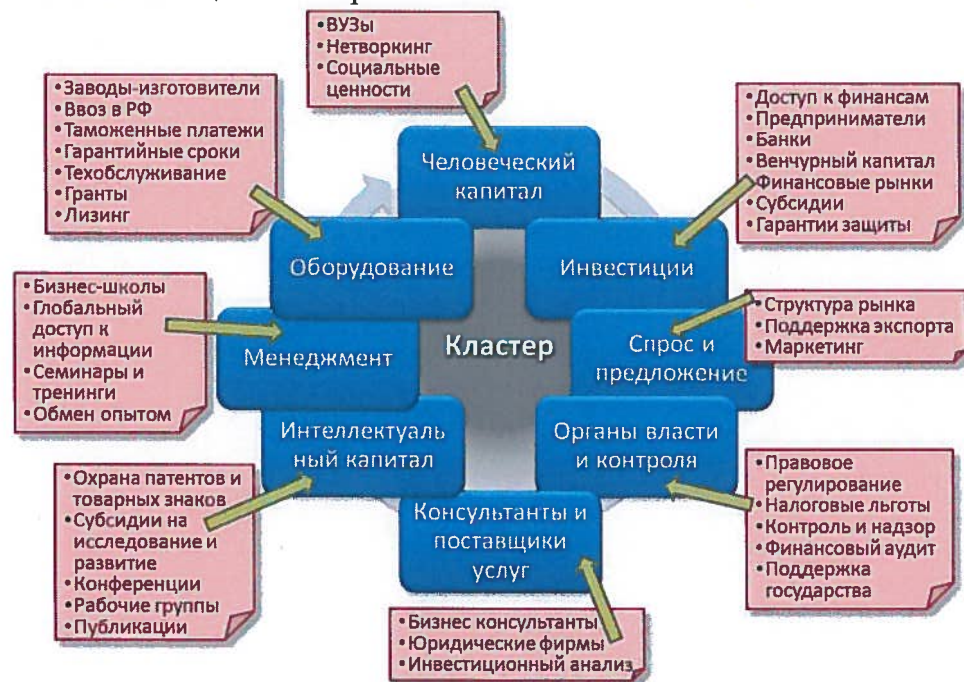 •ВУЗы
•Нетворкинг
•Социальные
ценности
•Заводы-изготовители
•Ввоз в РФ
•Таможенные платежи
•Гарантийные сроки
•Техобслуживание
•Гранты
•Лизинг
•Доступ к финансам
•Предприниматели
•Банки
•Венчурный капитал
•Финансовые рынки
•Субсидии
•Гарантии защиты
Человеческий
капитал
Оборудование
Инвестиции
•Бизнес-школы
•Глобальный
доступ к
информации
•Семинары и
тренинги
•Обмен опытом
Менеджмент
Кластер
Спрос и
предложение
•Структура рынка
•Поддержка экспорта
•Маркетинг
Интеллектуаль
ный капитал
Органы власти
и контроля
•Охрана патентов и
товарных знаков
•Субсидии на
исследование и
развитие
•Конференции
•Рабочие группы
•Публикации
Консультанты и
поставщики
услуг
•Правовое
регулирование
•Налоговые льготы
•Контроль и надзор
•Финансовый аудит
•Поддержка
государства
•Бизнес консультанты
•Юридические фирмы
•Инвестиционный анализ